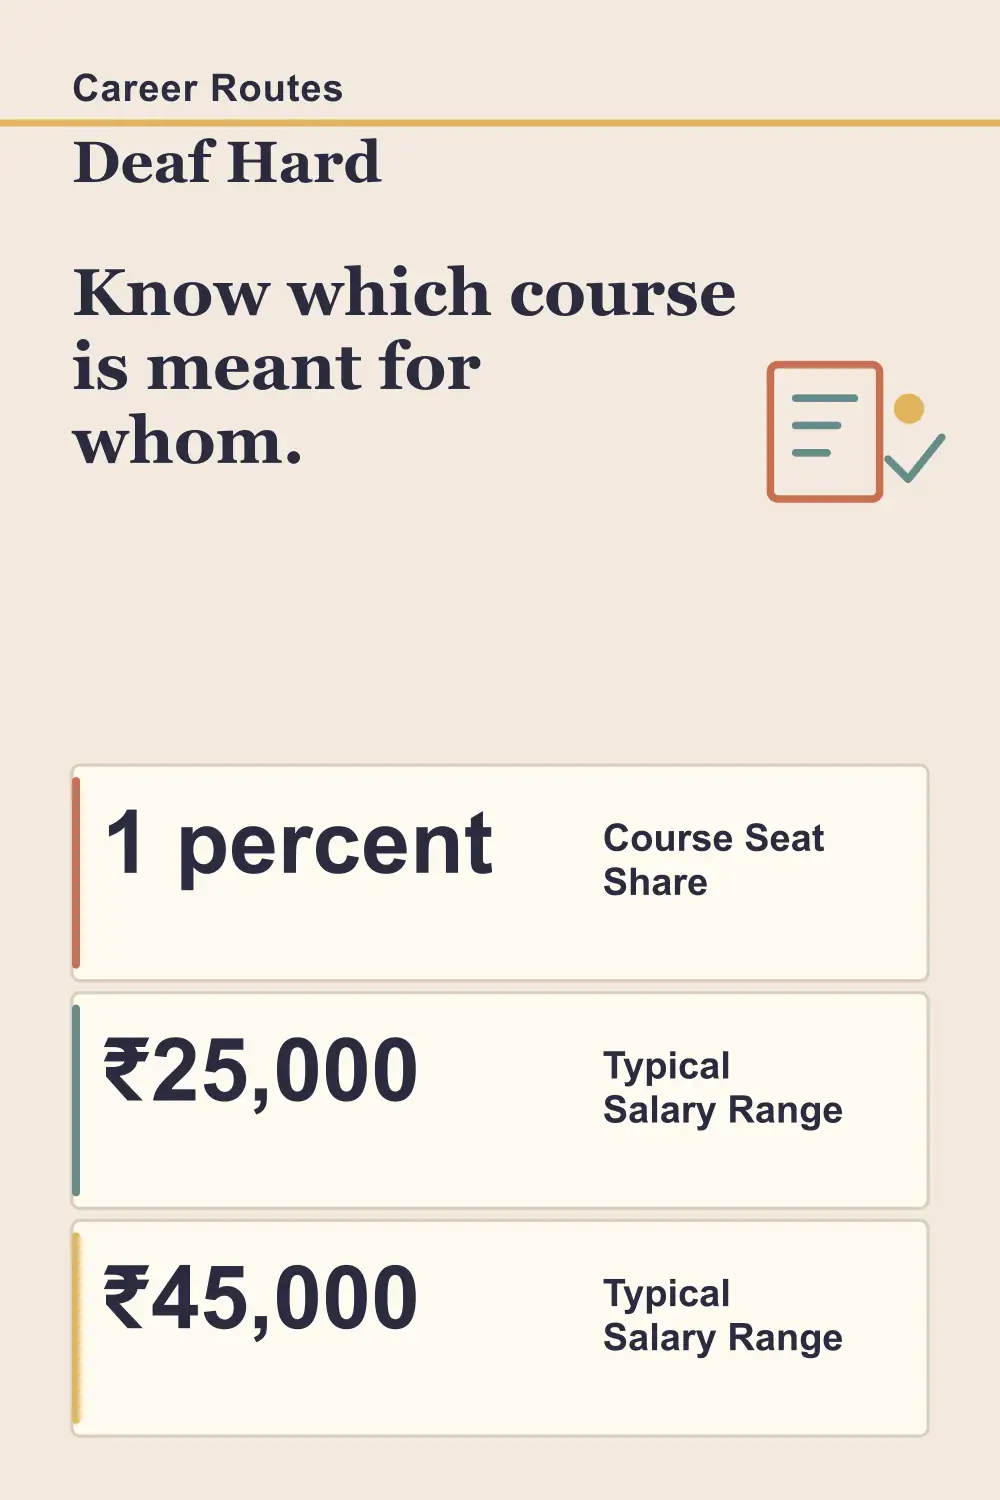 Career Routes
Deaf Hard
Know which course
is meant for
whom.
1 percent
Course Seat
Share
₹25,000
Typical
Salary Range
₹45,000
Typical
Salary Range